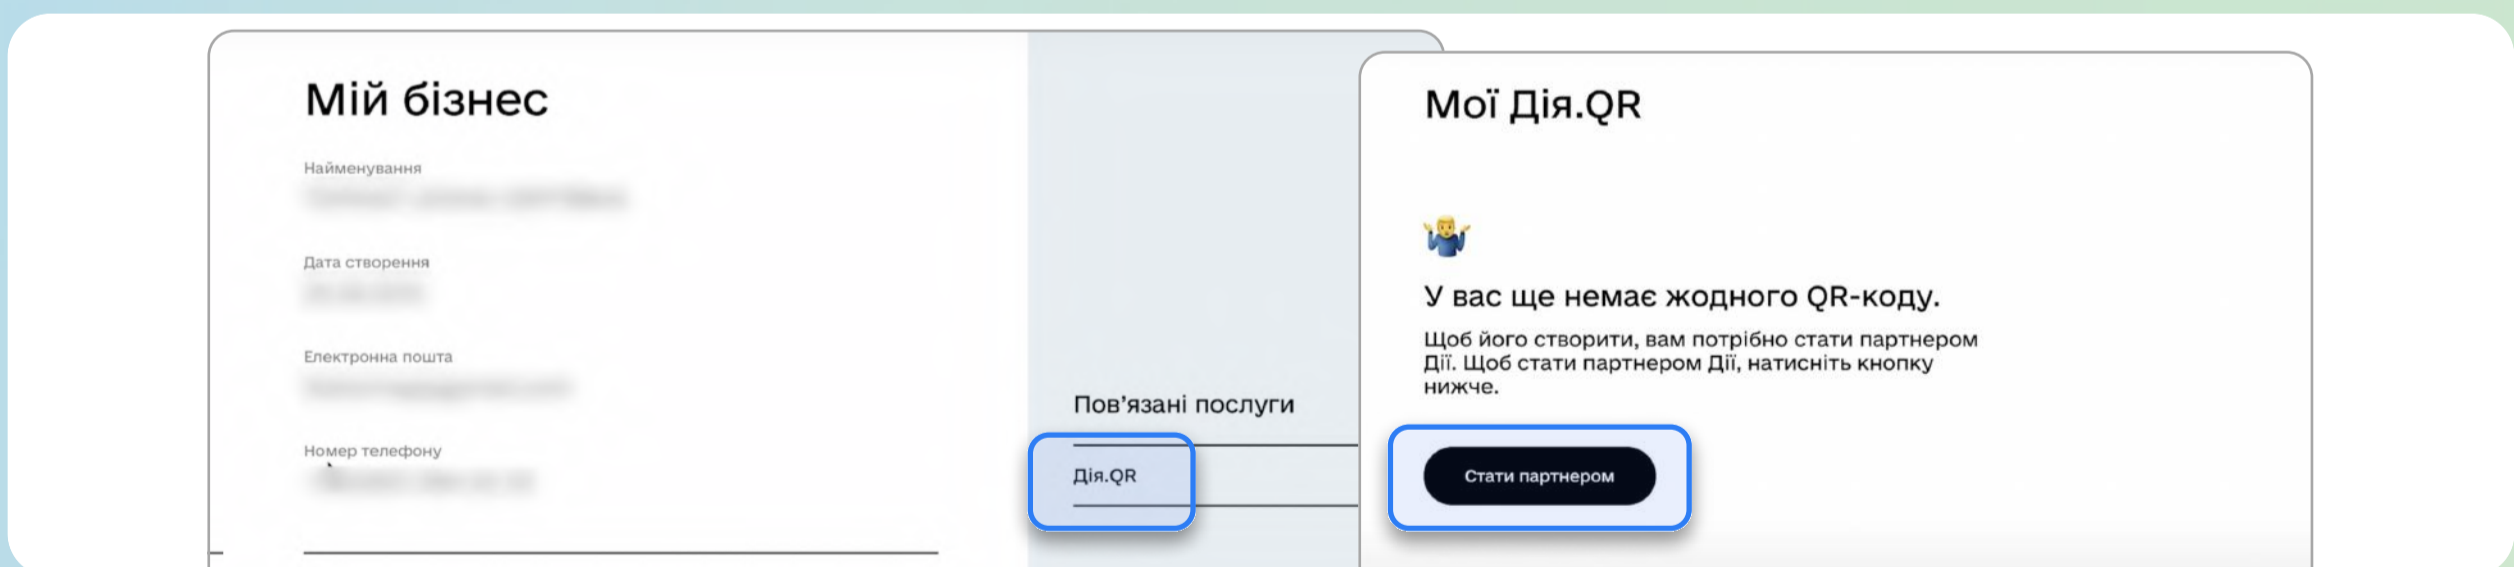 Мій бізнес
Найменування
Дата створення
Електронна пошта
Номер телефону
Пов’язані послуги
Дія.QR
Мої Дія.QR
У вас ще немає жодного QR-коду.
Щоб його створити, вам потрібно стати партнером
Дії. Щоб стати партнером Дії, натисніть кнопку
нижче.
Стати партнером